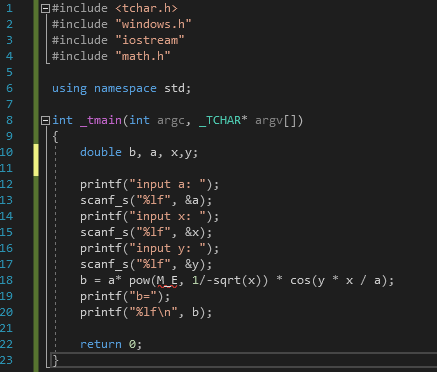 1 #include <tchar.h>
2 #include "windows.h"
3 #include "iostream"
4 #include "math.h"
5
6 using namespace std;
7
8 int _tmain(int argc, _TCHAR* argv[])
9 {
10 double b, a, x,y;
11
12 printf("input a: ");
13 scanf_s("%lf", &a);
14 printf("input x: ");
15 scanf_s("%lf", &x);
16 printf("input y: ");
17 scanf_s("%lf", &y);
18 b = a* pow(M_E, 1/-sqrt(x)) * cos(y * x / a);
19 printf("b=");
20 printf("%lf\n", b);
21
22 return 0;
23 }